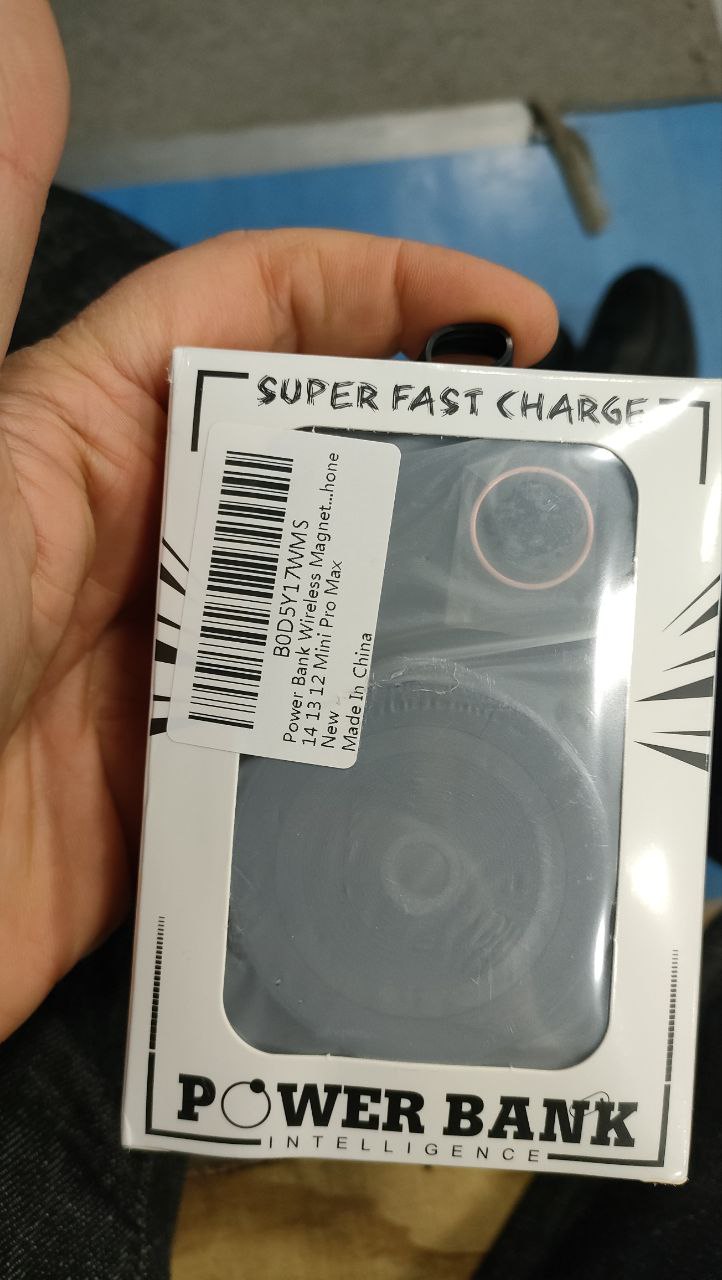 SUPER FAST CHARGE
B0D5Y17WMS
Power Bank Wireless Magnet...hone
14 13 12 Mini Pro Max
New
Made In China
POWER BANK
INTELLIGENCE